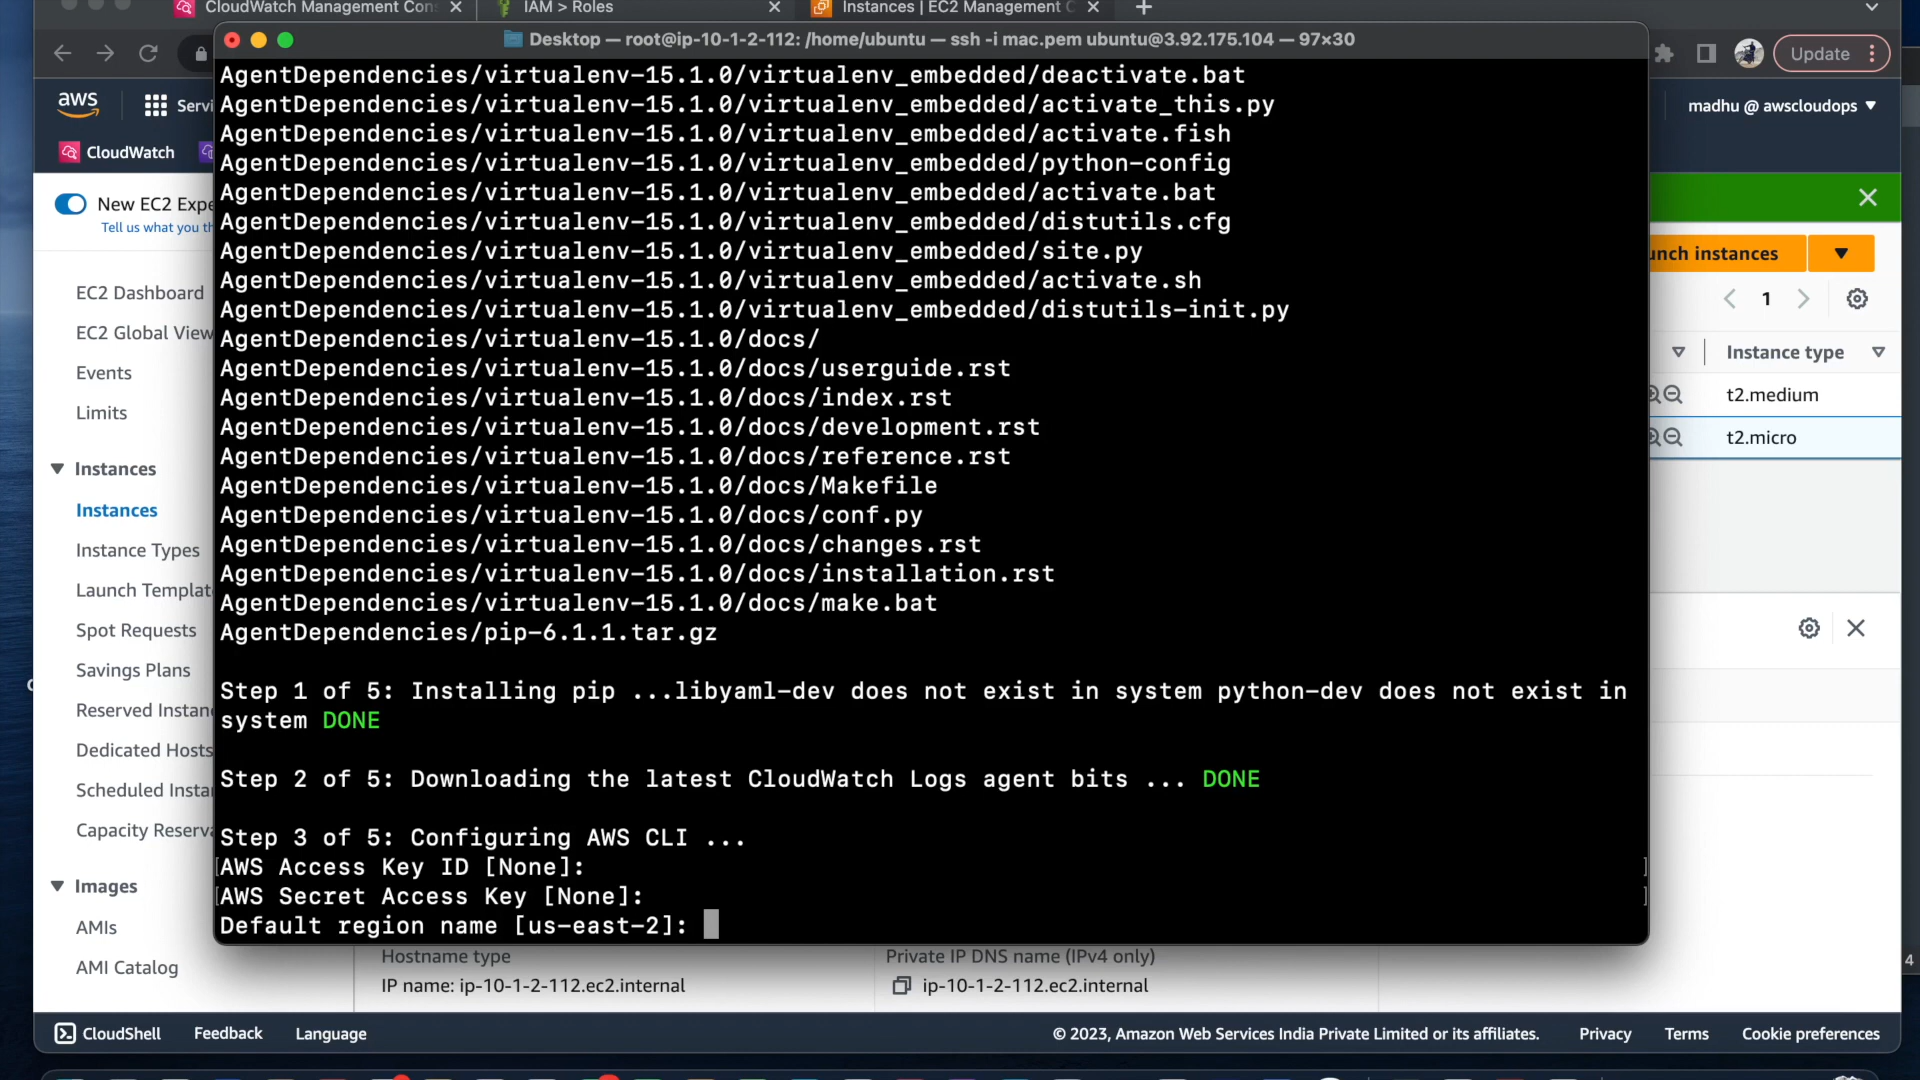 CloudWatch Management Con
IAM > Roles
Instances | EC2 Management C
Desktop — root@ip-10-1-2-112: /home/ubuntu — ssh -i mac.pem ubuntu@3.92.175.104 — 97×30
Update
aws
Servi
madhu @ awscloudops
CloudWatch
New EC2 Expe
Tell us what you th
EC2 Dashboard
EC2 Global View
Events
Limits
Instances
Instances
Instance Types
Launch Templat
Spot Requests
Savings Plans
Reserved Instan
Dedicated Hosts
Scheduled Insta
Capacity Reserva
Images
AMIs
AMI Catalog
AgentDependencies/virtualenv-15.1.0/virtualenv_embedded/deactivate.bat
AgentDependencies/virtualenv-15.1.0/virtualenv_embedded/activate_this.py
AgentDependencies/virtualenv-15.1.0/virtualenv_embedded/activate.fish
AgentDependencies/virtualenv-15.1.0/virtualenv_embedded/python-config
AgentDependencies/virtualenv-15.1.0/virtualenv_embedded/activate.bat
AgentDependencies/virtualenv-15.1.0/virtualenv_embedded/distutils.cfg
AgentDependencies/virtualenv-15.1.0/virtualenv_embedded/site.py
AgentDependencies/virtualenv-15.1.0/virtualenv_embedded/activate.sh
AgentDependencies/virtualenv-15.1.0/virtualenv_embedded/distutils-init.py
AgentDependencies/virtualenv-15.1.0/docs/
AgentDependencies/virtualenv-15.1.0/docs/userguide.rst
AgentDependencies/virtualenv-15.1.0/docs/index.rst
AgentDependencies/virtualenv-15.1.0/docs/development.rst
AgentDependencies/virtualenv-15.1.0/docs/reference.rst
AgentDependencies/virtualenv-15.1.0/docs/Makefile
AgentDependencies/virtualenv-15.1.0/docs/conf.py
AgentDependencies/virtualenv-15.1.0/docs/changes.rst
AgentDependencies/virtualenv-15.1.0/docs/installation.rst
AgentDependencies/virtualenv-15.1.0/docs/make.bat
AgentDependencies/pip-6.1.1.tar.gz
Step 1 of 5: Installing pip ...libyaml-dev does not exist in system python-dev does not exist in
system DONE
Step 2 of 5: Downloading the latest CloudWatch Logs agent bits ... DONE
Step 3 of 5: Configuring AWS CLI ...
[AWS Access Key ID [None]: ]
[AWS Secret Access Key [None]: ]
Default region name [us-east-2]:
unch instances
1
Instance type
t2.medium
t2.micro
Hostname type
IP name: ip-10-1-2-112.ec2.internal
Private IP DNS name (IPv4 only)
ip-10-1-2-112.ec2.internal
4
CloudShell
Feedback
Language
© 2023, Amazon Web Services India Private Limited or its affiliates.
Privacy
Terms
Cookie preferences